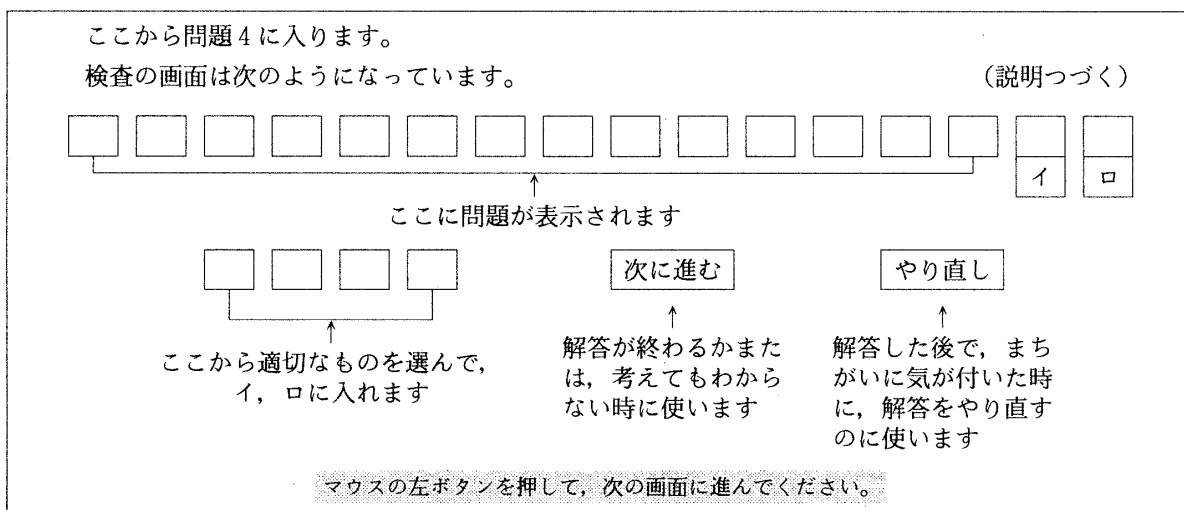 ここから問題4に入ります。
検査の画面は次のようになっています。 (説明つづく)
イ ロ
ここに問題が表示されます
次に進む やり直し
ここから適切なものを選んで,
イ, ロに入れます
解答が終わるかまた
は, 考えてもわから
ない時に使います
解答した後で, まち
がいに気が付いた時
に, 解答をやり直す
のに使います
マウスの左ボタンを押して, 次の画面に進んでください。